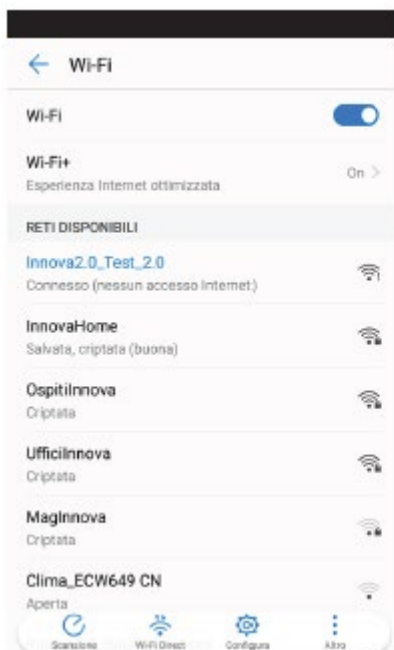 Wi-Fi
Wi-Fi
Wi-Fi+
Esperienza Internet ottimizzata
On
RETI DISPONIBILI
Innova2.0_Test_2.0
Connesso (nessun accesso Internet)
InnovaHome
Salvata, criptata (buona)
OspitiInnova
Criptata
UfficiInnova
Criptata
MagInnova
Criptata
Clima_ECW649 CN
Aperta
Scansione Wi-Fi Direct Configura Altro